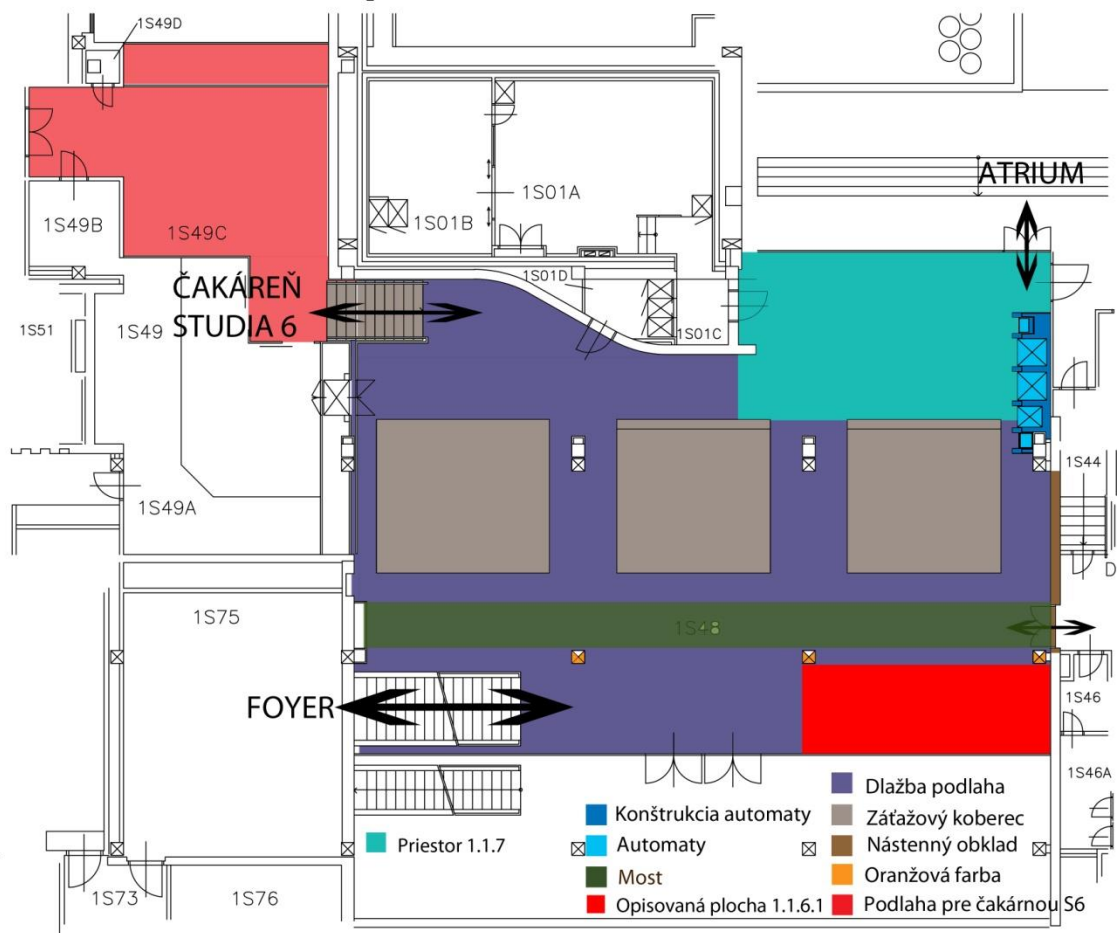 1S49D
ATRIUM
1S01A
1S01B
1S49B
1S49C
1S01D
ČAKÁREŇ
STUDIA 6
1S51
1S49
1S01C
1S44
1S49A
D
1S75
1S48
FOYER
1S46
1S46A
Priestor 1.1.7
Konštrukcia automaty
Automaty
Most
Opisovaná plocha 1.1.6.1
Dlažba podlaha
Záťažový koberec
Nástenný obklad
Oranžová farba
Podlaha pre čakárnou S6
1S73
1S76